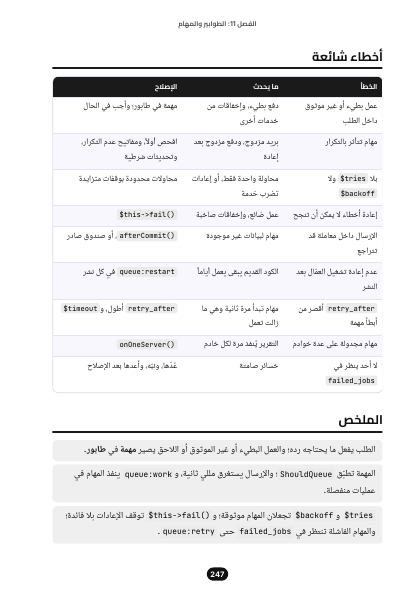 الفصل 11: الطوابير والمهام
أخطاء شائعة
الخطأ ما يحدث الإصلاح
عمل بطيء أو غير موثوق دفع بطيء، وإخفاقات من مهمة في طابور؛ وأجب في الحال
داخل الطلب خدمات أخرى
مهام تتأثر بالتكرار بريد مزدوج، ودفع مزدوج بعد افحص أولاً، ومفاتيح عدم التكرار،
إعادة وتحديثات شرطية
بلا $tries ولا محاولة واحدة فقط، أو إعادات محاولات محدودة بوقفات متزايدة
$backoff تضرب خدمة
إعادة أخطاء لا يمكن أن تنجح عمل ضائع، وإخفاقات صاخبة $this->fail()
الإرسال داخل معاملة قد مهام لبيانات غير موجودة afterCommit()، أو صندوق صادر
تتراجع
عدم إعادة تشغيل العمّال بعد الكود القديم يبقى يعمل أياماً queue:restart في كل نشر
النشر
retry_after أقصر من مهام تبدأ مرة ثانية وهي ما retry_after أطول، و $timeout
أبطأ مهمة زالت تعمل
مهام مجدولة على عدة خوادم التقرير يُنفذ مرة لكل خادم onOneServer()
لا أحد ينظر في خسائر صامتة عُدّها، ونبّه، وأعدها بعد الإصلاح
failed_jobs
الملخص
الطلب يفعل ما يحتاجه رده؛ والعمل البطيء أو غير الموثوق أو اللاحق يصير مهمة في طابور.
المهمة تطبّق ShouldQueue؛ والإرسال يستغرق مللي ثانية، و queue:work ينفذ المهام في
عمليات منفصلة.
$tries و $backoff تجعلان المهام موثوقة؛ و $this->fail() توقف الإعادات بلا فائدة؛
والمهام الفاشلة تنتظر في failed_jobs حتى queue:retry.
247